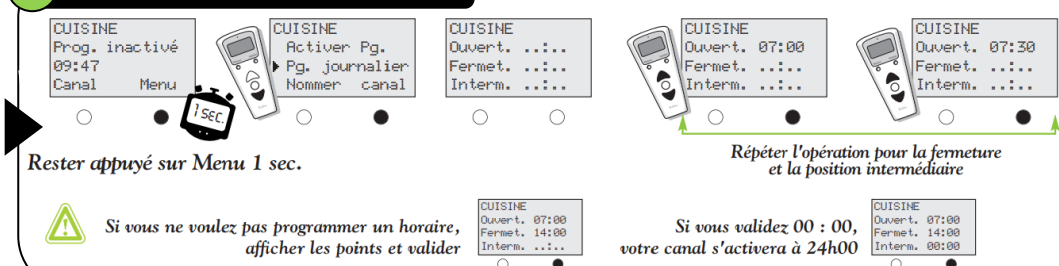 CUISINE
Prog. inactivé
09:47
Canal Menu
1 SEC.
CUISINE
Activer Pg.
Pg. journalier
Nommer canal
CUISINE
Ouvert. ..:..
Fermet. ..:..
Interm. ..:..
CUISINE
Ouvert. 07:00
Fermet. ..:..
Interm. ..:..
CUISINE
Ouvert. 07:30
Fermet. ..:..
Interm. ..:..
Rester appuyé sur Menu 1 sec.
Répéter l'opération pour la fermeture
et la position intermédiaire
Si vous ne voulez pas programmer un horaire,
afficher les points et valider
CUISINE
Ouvert. 07:00
Fermet. 14:00
Interm. ..:..
Si vous validez 00 : 00,
votre canal s'activera à 24h00
CUISINE
Ouvert. 07:00
Fermet. 14:00
Interm. 00:00